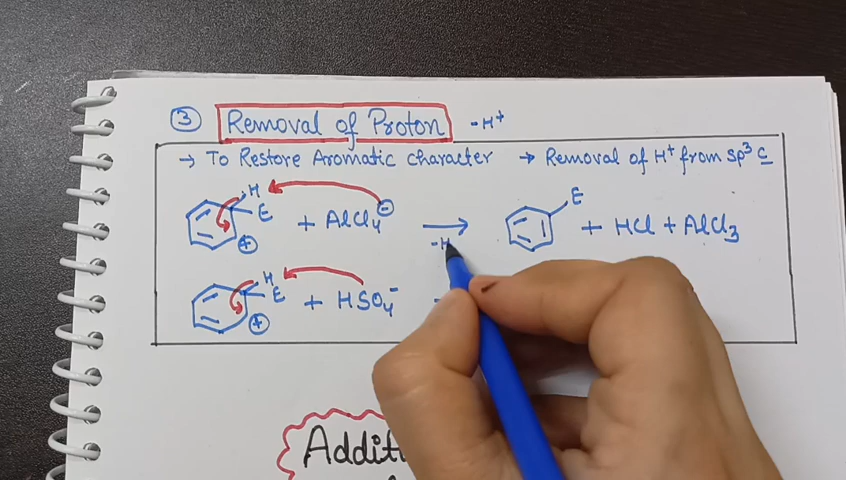 ③ Removal of Proton -H⁺
→ To Restore Aromatic character → Removal of H⁺ from sp³ C
H E ⊕ + AlCl₄⊖ → -H E + HCl + AlCl₃
H E ⊕ + HSO₄⁻
Additi